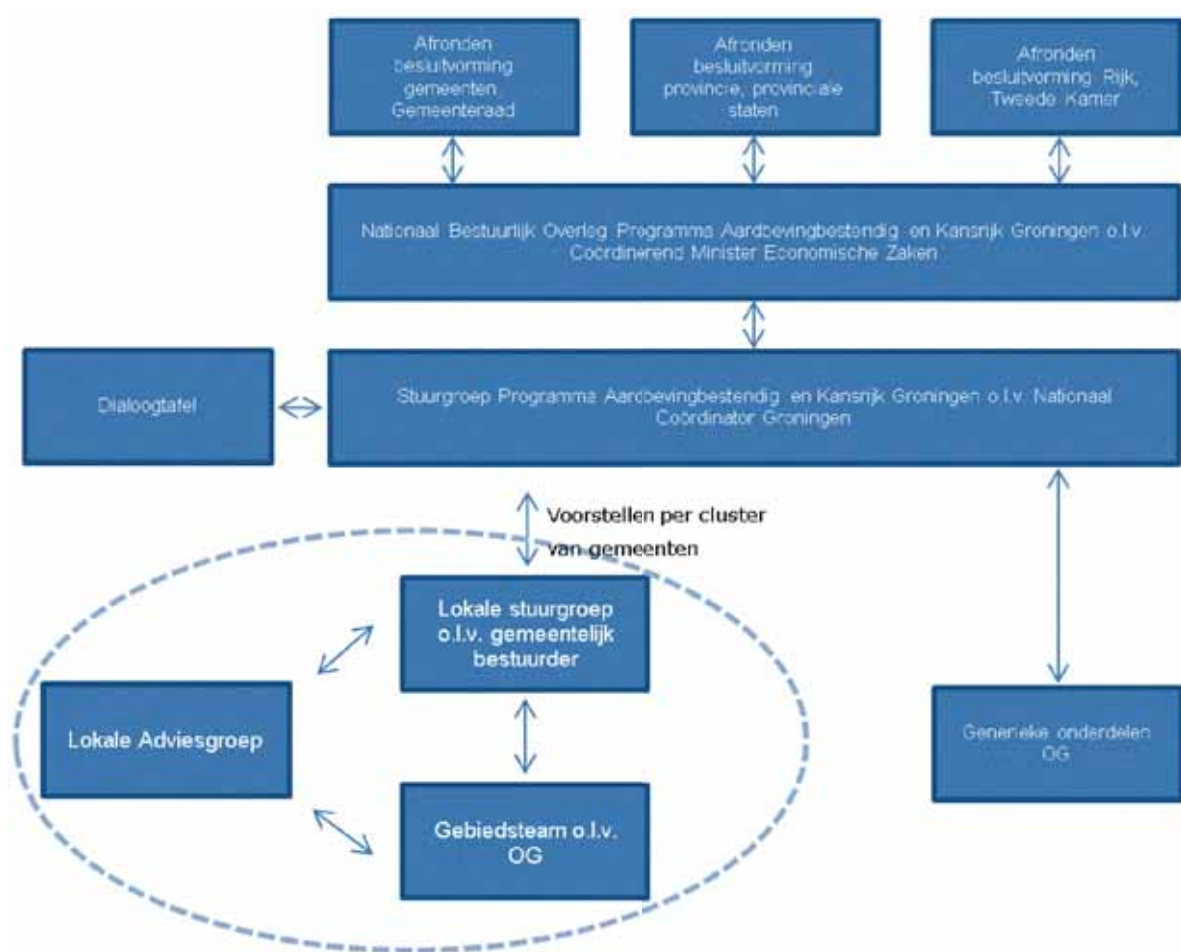 Afronden
besluitvorming
gemeenten
Gemeenteraad
Afronden
besluitvorming
provincie, provinciale
staten
Afronden
besluitvorming Rijk,
Tweede Kamer
Nationaal Bestuurlijk Overleg Programma Aardbevingbestendig en Kansrijk Groningen o.l.v.
Coördinerend Minister Economische Zaken
Dialoogtafel
Stuurgroep Programma Aardbevingbestendig en Kansrijk Groningen o.l.v. Nationaal
Coördinator Groningen
Voorstellen per cluster
van gemeenten
Lokale stuurgroep
o.l.v. gemeentelijk
bestuurder
Lokale Adviesgroep
Gebiedsteam o.l.v.
OG
Generieke onderdelen
OG